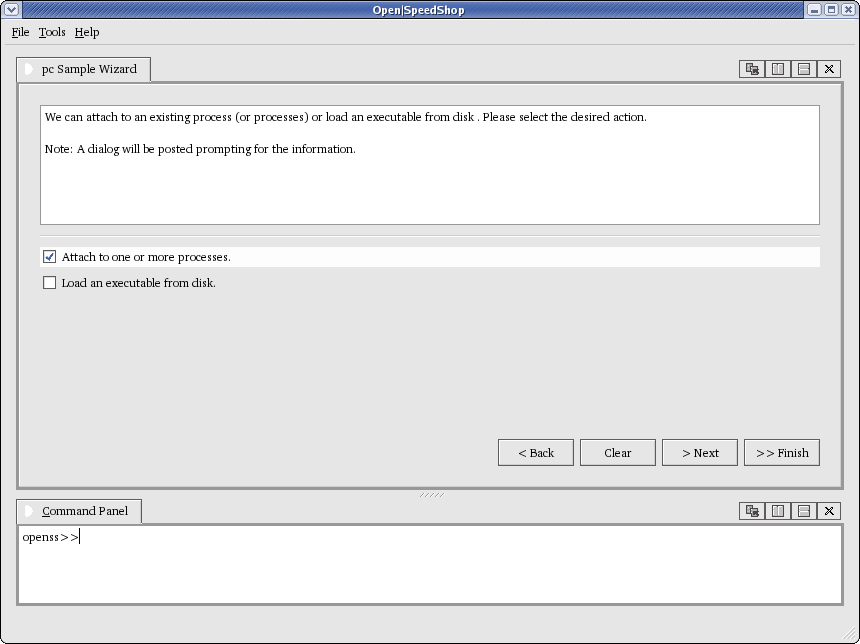 Open|SpeedShop
File Tools Help
pc Sample Wizard
We can attach to an existing process (or processes) or load an executable from disk . Please select the desired action.
Note: A dialog will be posted prompting for the information.
Attach to one or more processes.
Load an executable from disk.
< Back Clear > Next >> Finish
Command Panel
openss>>